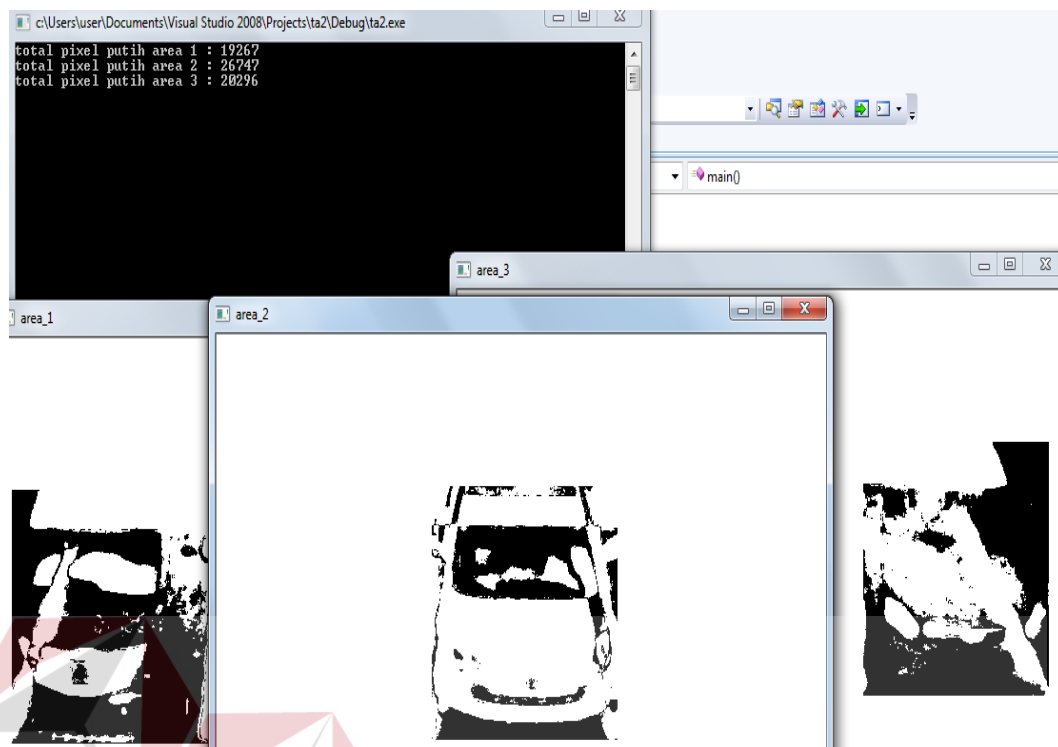 c:\Users\user\Documents\Visual Studio 2008\Projects\ta2\Debug\ta2.exe
total pixel putih area 1 : 19267
total pixel putih area 2 : 26747
total pixel putih area 3 : 20296
main()
area_3
area_1
area_2